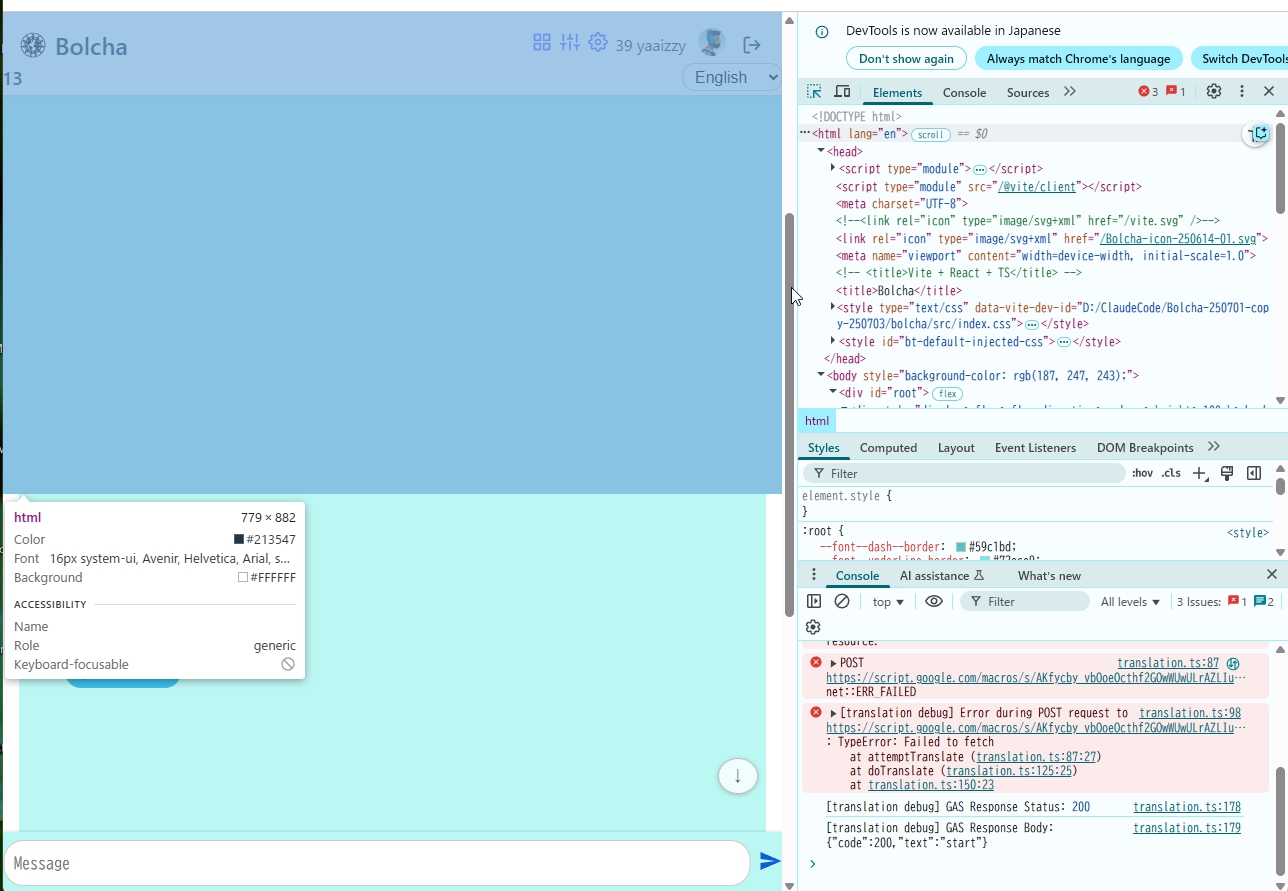 Bolcha
39 yaaizzy
13
English
html 779 × 882
Color #213547
Font 16px system-ui, Avenir, Helvetica, Arial, s...
Background #FFFFFF
ACCESSIBILITY
Name
Role generic
Keyboard-focusable
↓
Message
DevTools is now available in Japanese
Don't show again Always match Chrome's language Switch DevTools
Elements Console Sources 3 1
<!DOCTYPE html>
<html lang="en"> scroll == $0
<head>
<script type="module"> … </script>
<script type="module" src="/@vite/client"></script>
<meta charset="UTF-8">
<!--<link rel="icon" type="image/svg+xml" href="/vite.svg" />-->
<link rel="icon" type="image/svg+xml" href="/Bolcha-icon-250614-01.svg">
<meta name="viewport" content="width=device-width, initial-scale=1.0">
<!-- <title>Vite + React + TS</title> -->
<title>Bolcha</title>
<style type="text/css" data-vite-dev-id="D:/ClaudeCode/Bolcha-250701-cop
y-250703/bolcha/src/index.css"> … </style>
<style id="bt-default-injected-css"> … </style>
</head>
<body style="background-color: rgb(187, 247, 243);">
<div id="root"> flex
html
Styles Computed Layout Event Listeners DOM Breakpoints
Filter :hov .cls
element.style {
}
:root { <style>
--font--dash--border: #59c1bd;
Console AI assistance What's new
top Filter All levels 3 Issues: 1 2
resource.
POST translation.ts:87
https://script.google.com/macros/s/AKfycby_vbOoeOcthf2GOwWUwULrAZLIu…
net::ERR_FAILED
[translation debug] Error during POST request to translation.ts:98
https://script.google.com/macros/s/AKfycby_vbOoeOcthf2GOwWUwULrAZLIu…
: TypeError: Failed to fetch
at attemptTranslate (translation.ts:87:27)
at doTranslate (translation.ts:125:25)
at translation.ts:150:23
[translation debug] GAS Response Status: 200 translation.ts:178
[translation debug] GAS Response Body: translation.ts:179
{"code":200,"text":"start"}